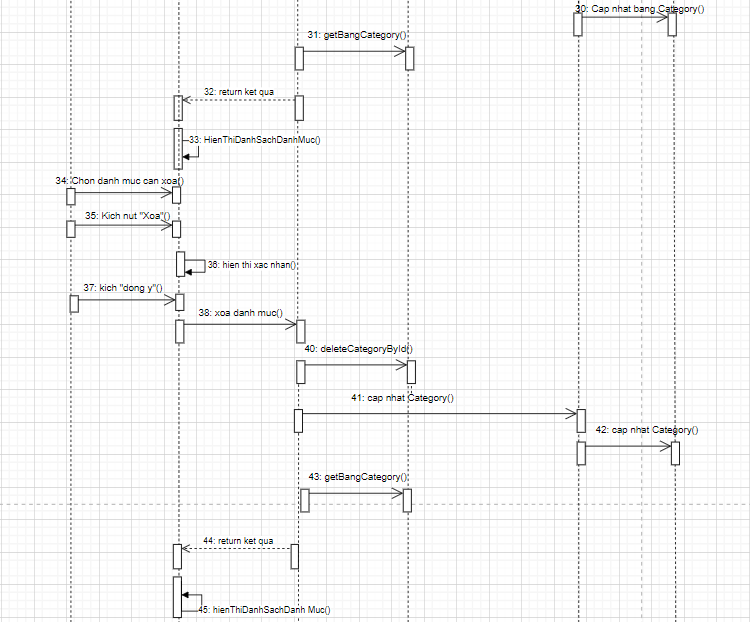 30: Cap nhat bang Category()
31: getBangCategory()
32: return ket qua
33: HienThiDanhSachDanhMuc()
34: Chon danh muc can xoa()
35: Kich nut "Xoa"()
36: hien thi xac nhan()
37: kich "dong y"()
38: xoa danh muc()
40: deleteCategoryById()
41: cap nhat Category()
42: cap nhat Category()
43: getBangCategory()
44: return ket qua
45: hienThiDanhSachDanh Muc()